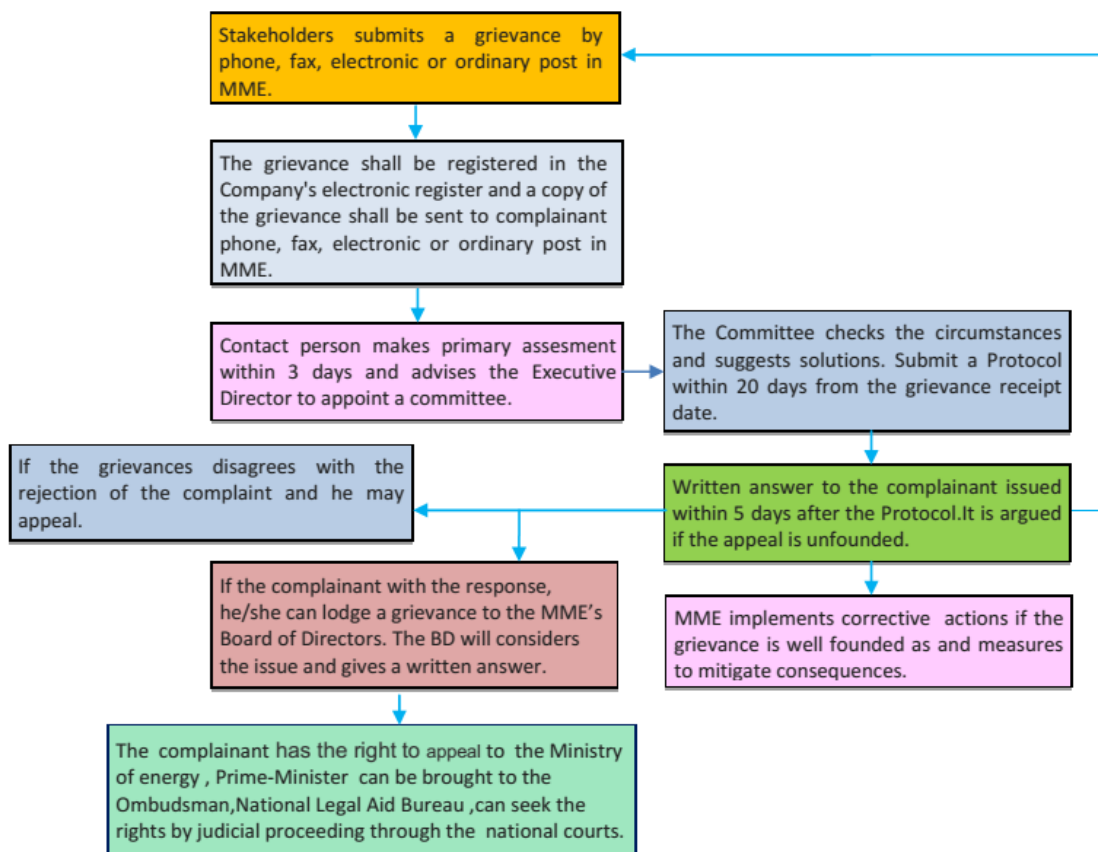 Stakeholders submits a grievance by
phone, fax, electronic or ordinary post in
MME.
The grievance shall be registered in the
Company's electronic register and a copy of
the grievance shall be sent to complainant
phone, fax, electronic or ordinary post in
MME.
Contact person makes primary assesment
within 3 days and advises the Executive
Director to appoint a committee.
The Committee checks the circumstances
and suggests solutions. Submit a Protocol
within 20 days from the grievance receipt
date.
If the grievances disagrees with the
rejection of the complaint and he may
appeal.
Written answer to the complainant issued
within 5 days after the Protocol.It is argued
if the appeal is unfounded.
If the complainant with the response,
he/she can lodge a grievance to the MME's
Board of Directors. The BD will considers
the issue and gives a written answer.
MME implements corrective actions if the
grievance is well founded as and measures
to mitigate consequences.
The complainant has the right to appeal to the Ministry
of energy , Prime-Minister can be brought to the
Ombudsman,National Legal Aid Bureau ,can seek the
rights by judicial proceeding through the national courts.